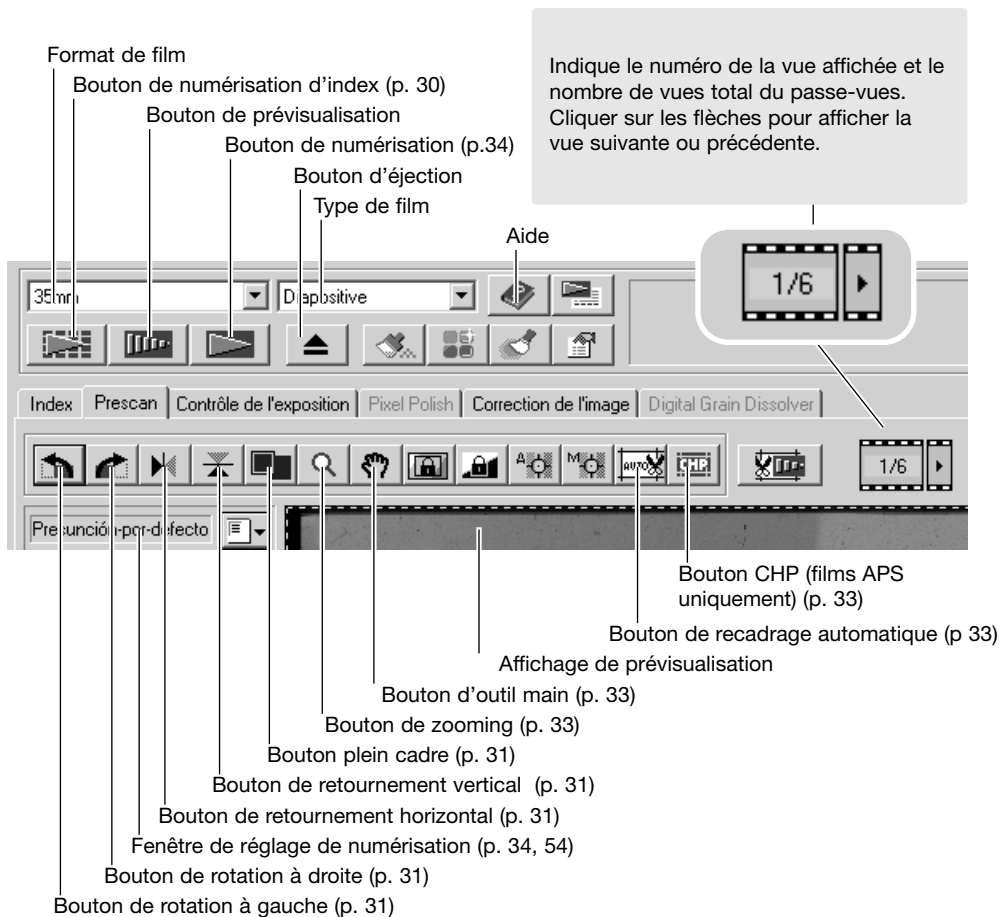 Format de film
Bouton de numérisation d'index (p. 30)
Bouton de prévisualisation
Bouton de numérisation (p.34)
Bouton d'éjection
Type de film
Aide
Indique le numéro de la vue affichée et le
nombre de vues total du passe-vues.
Cliquer sur les flèches pour afficher la
vue suivante ou précédente.
1/6
35mm
Diapositive
Index Prescan Contrôle de l'exposition Pixel Polish Correction de l'image Digital Grain Dissolver
A M AUTO CHP
1/6
Presunción-por-defecto
Bouton CHP (films APS
uniquement) (p. 33)
Bouton de recadrage automatique (p 33)
Affichage de prévisualisation
Bouton d'outil main (p. 33)
Bouton de zooming (p. 33)
Bouton plein cadre (p. 31)
Bouton de retournement vertical (p. 31)
Bouton de retournement horizontal (p. 31)
Fenêtre de réglage de numérisation (p. 34, 54)
Bouton de rotation à droite (p. 31)
Bouton de rotation à gauche (p. 31)